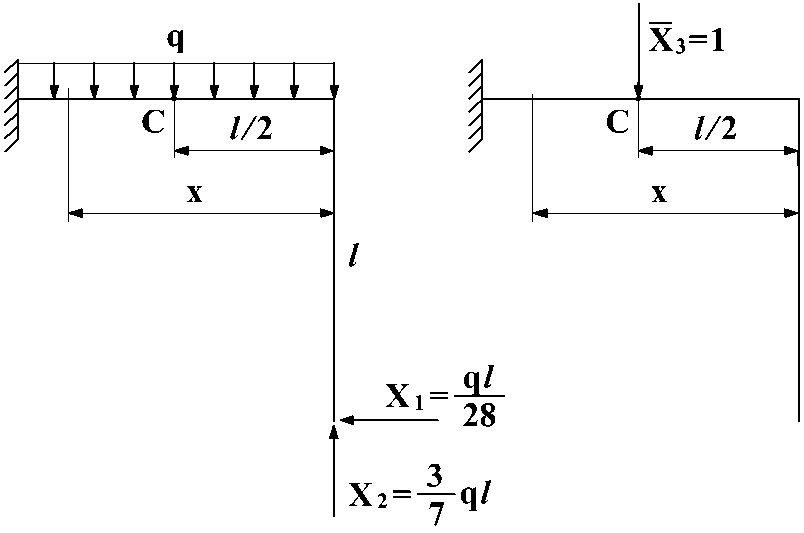 q
C
l/2
x
l
X₁=ql/28
X₂=3/7 ql
X̅₃=1
C
l/2
x